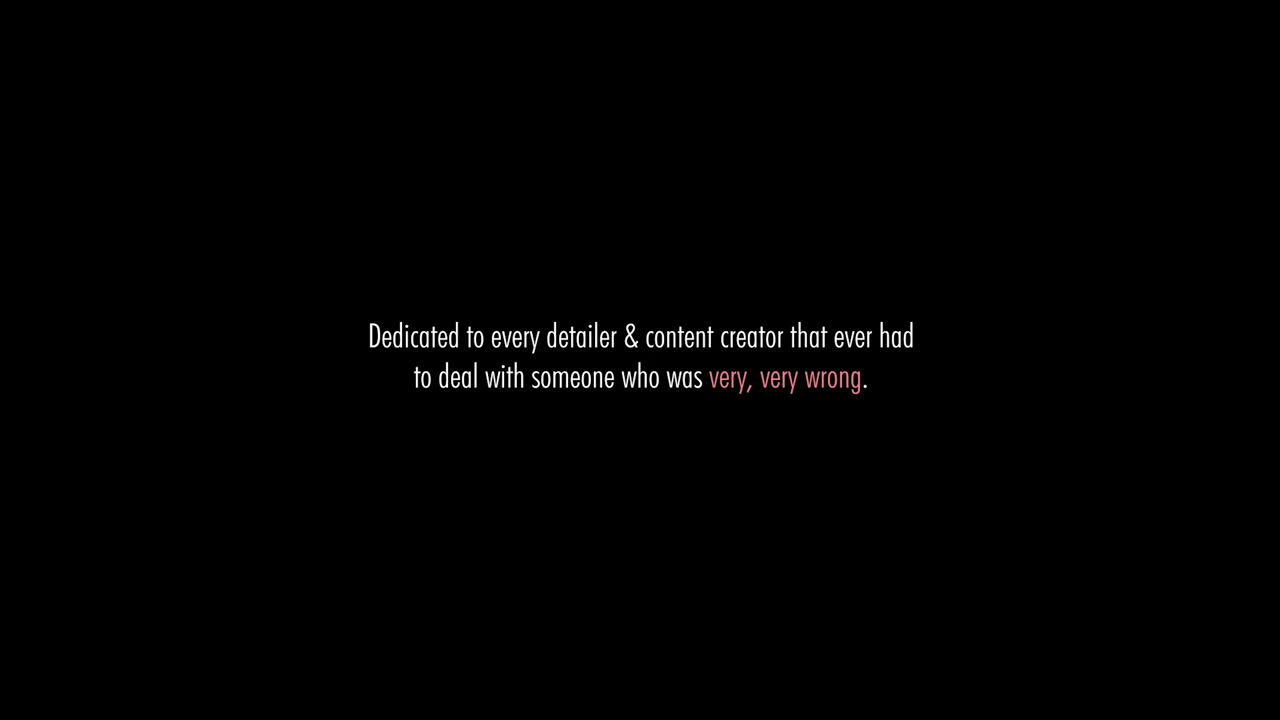 Dedicated to every detailer & content creator that ever had
to deal with someone who was very, very wrong.